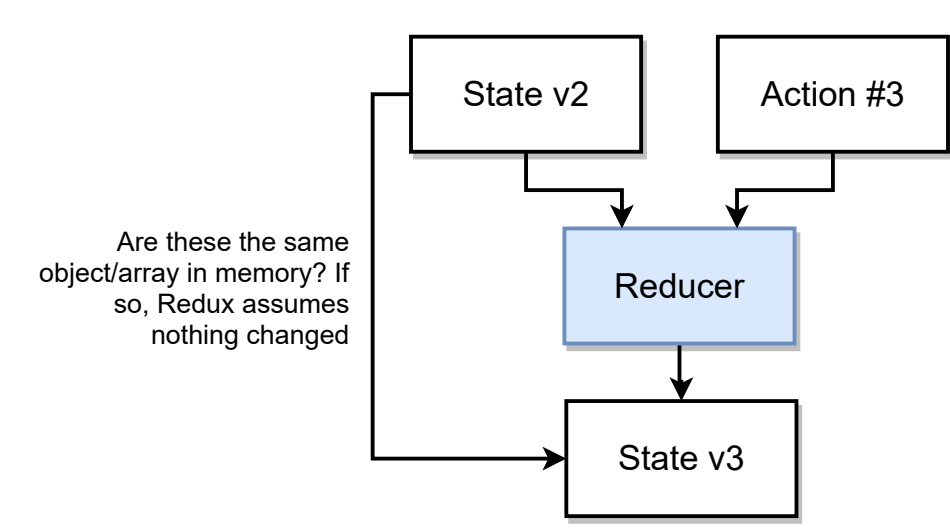 State v2
Action #3
Are these the same
object/array in memory? If
so, Redux assumes
nothing changed
Reducer
State v3